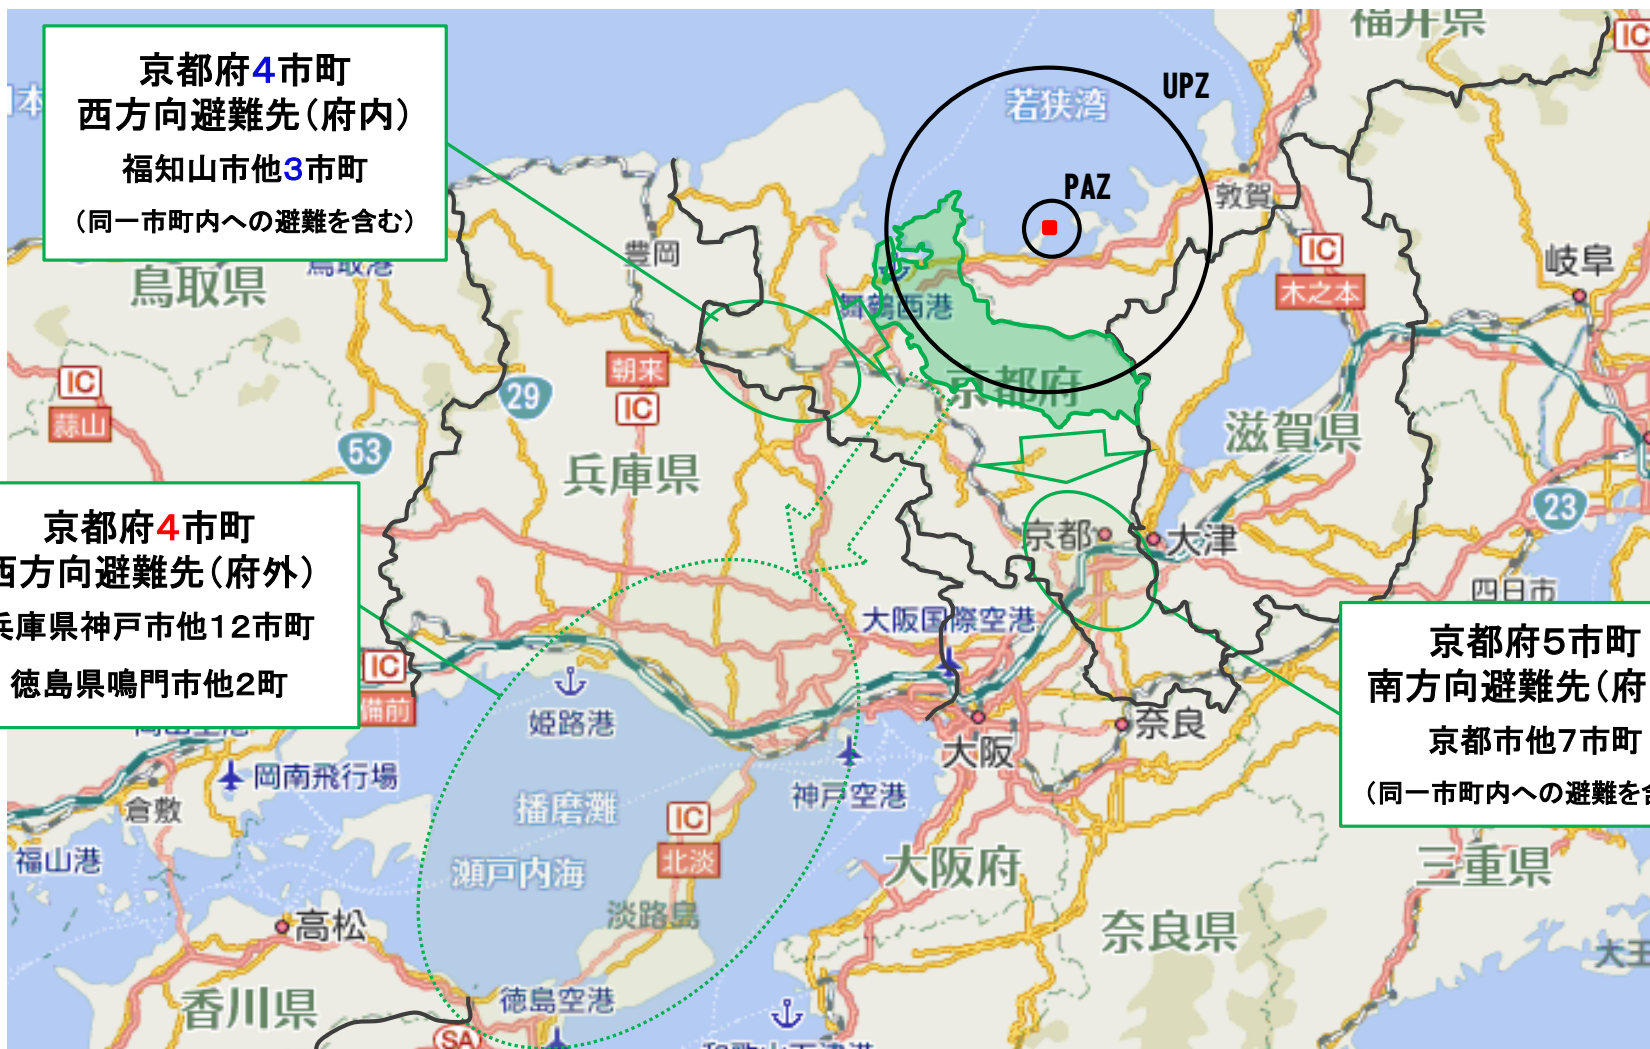 京都府4市町
西方向避難先(府内)
福知山市他3市町
(同一市町内への避難を含む)
京都府4市町
西方向避難先(府外)
兵庫県神戸市他12市町
徳島県鳴門市他2町
京都府5市町
南方向避難先(府
京都市他7市町
(同一市町内への避難を含
UPZ
PAZ
若狭湾
福井県
IC
敦賀
IC
木之本
岐阜
鳥取県
鳥取港
豊岡
舞鶴西港
京都府
滋賀県
朝来
IC
29
53
IC
蒜山
兵庫県
京都
大津
23
四日市
大阪国際空港
IC
備前
姫路港
大阪
奈良
神戸空港
岡山空港
岡南飛行場
倉敷
福山港
播磨灘
瀬戸内海
IC
北淡
淡路島
大阪府
奈良県
三重県
高松
香川県
徳島空港
SA